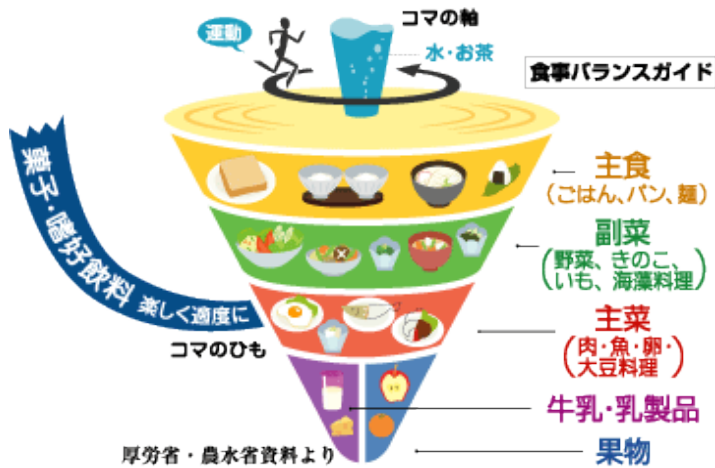 コマの軸
運動
水・お茶
食事バランスガイド
菓子・嗜好飲料 楽しく適度に
コマのひも
主食
(ごはん、パン、麺)
副菜
(野菜、きのこ、
いも、海藻料理)
主菜
(肉・魚・卵・
大豆料理)
牛乳・乳製品
果物
厚労省・農水省資料より